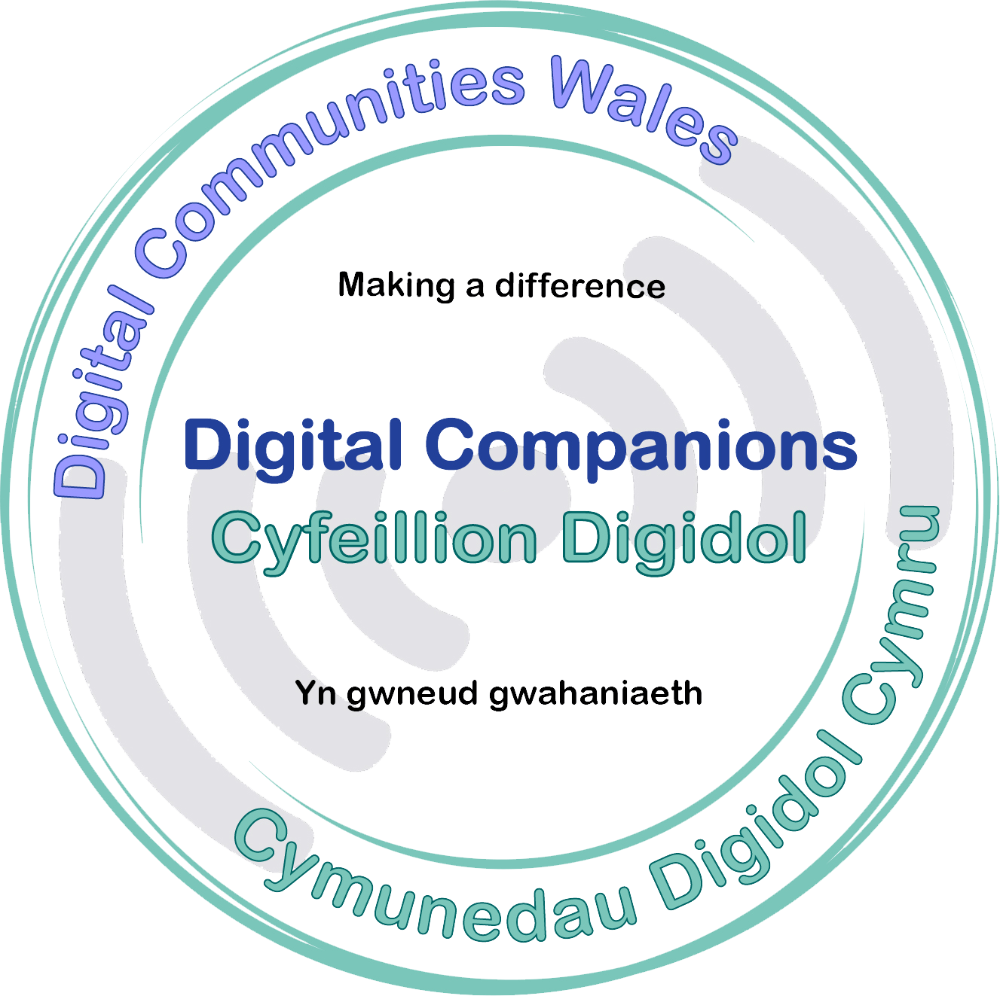 Digital Communities Wales
Making a difference
Digital Companions
Cyfeillion Digidol
Yn gwneud gwahaniaeth
Cymunedau Digidol Cymru